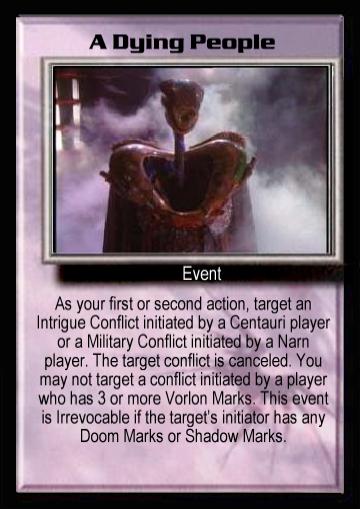 A Dying People
Event
As your first or second action, target an
Intrigue Conflict initiated by a Centauri player
or a Military Conflict initiated by a Narn
player. The target conflict is canceled. You
may not target a conflict initiated by a player
who has 3 or more Vorlon Marks. This event
is Irrevocable if the target's initiator has any
Doom Marks or Shadow Marks.